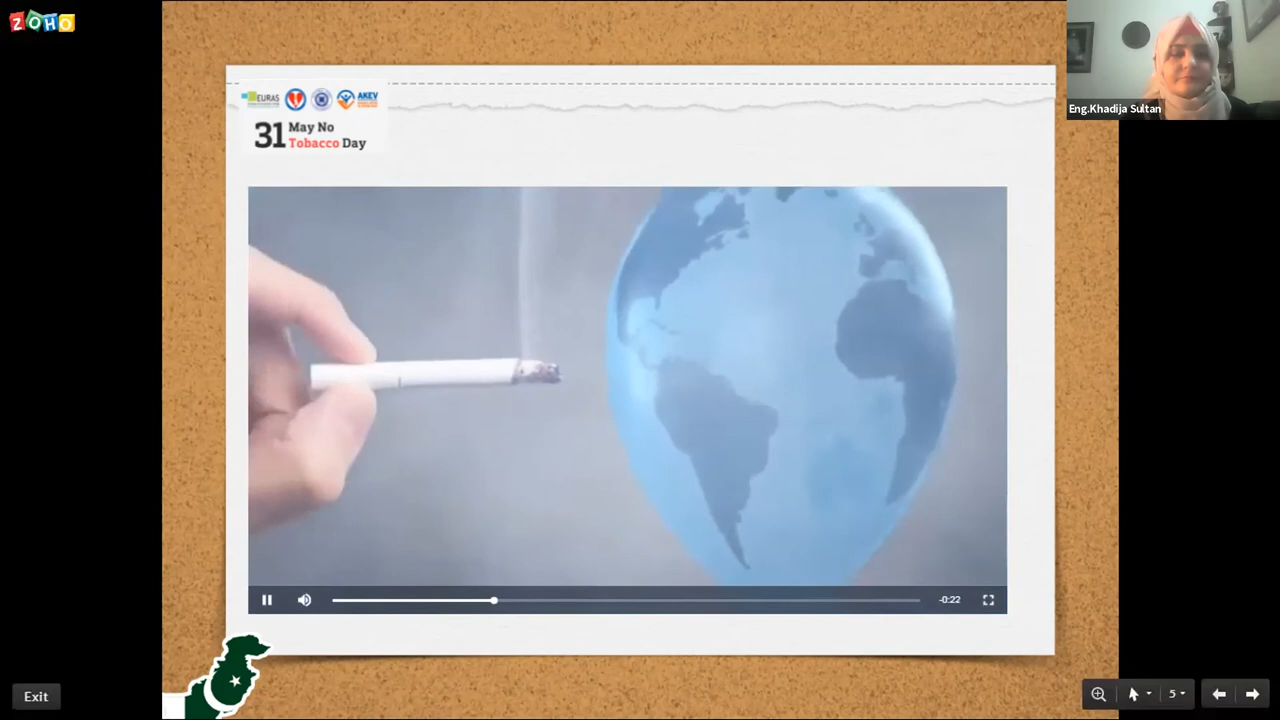 ZOHO
EURAS
AKEV
31 May No
Tobacco Day
Eng.Khadija Sultan
-0:22
Exit
5